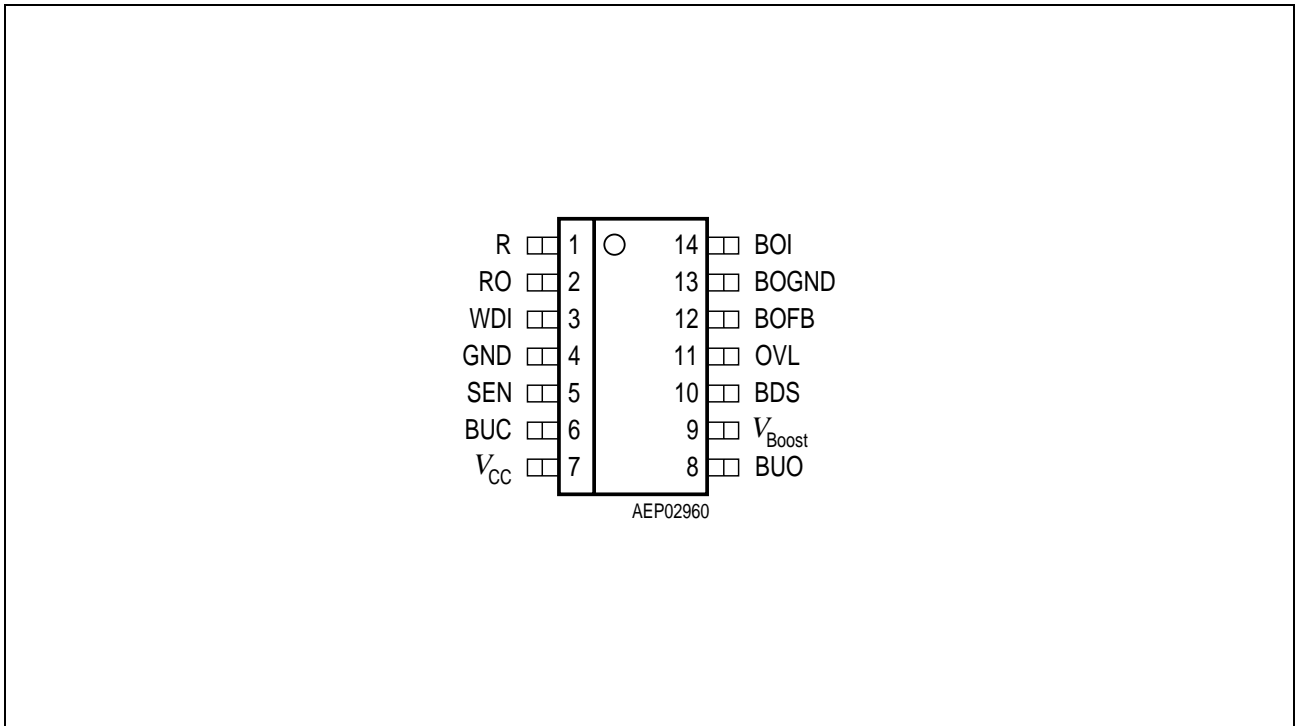 R 1 14 BOI
RO 2 13 BOGND
WDI 3 12 BOFB
GND 4 11 OVL
SEN 5 10 BDS
BUC 6 9 VBoost
VCC 7 8 BUO
AEP02960